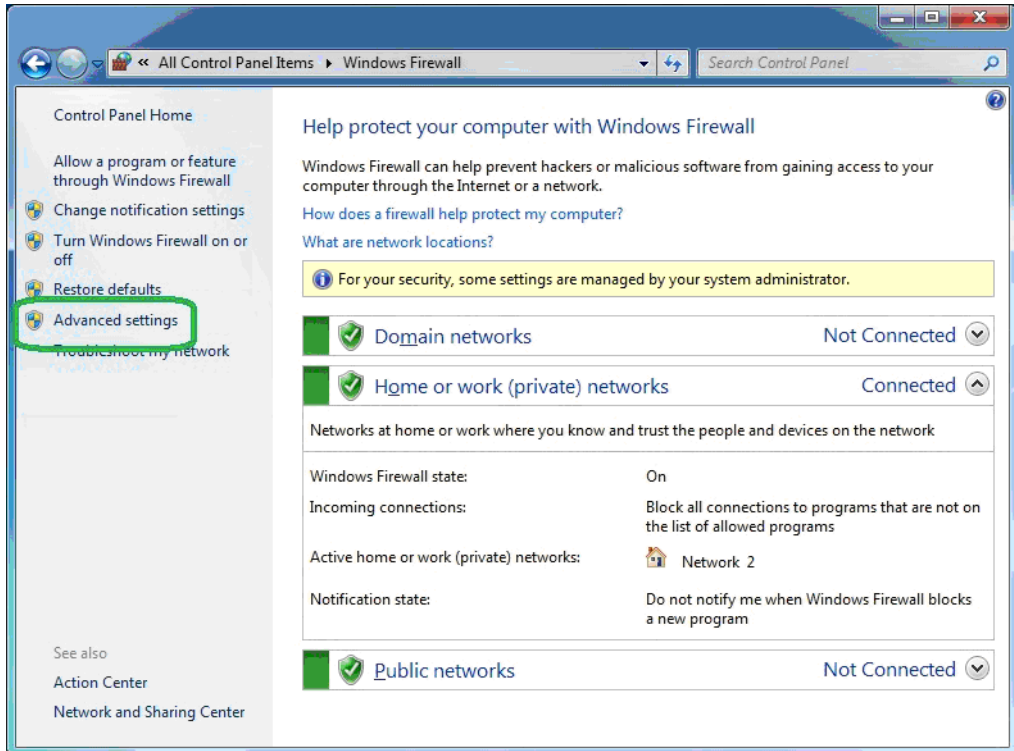 « All Control Panel Items ▸ Windows Firewall
Search Control Panel
Control Panel Home
Allow a program or feature
through Windows Firewall
Change notification settings
Turn Windows Firewall on or
off
Restore defaults
Advanced settings
Troubleshoot my network
See also
Action Center
Network and Sharing Center
Help protect your computer with Windows Firewall
Windows Firewall can help prevent hackers or malicious software from gaining access to your
computer through the Internet or a network.
How does a firewall help protect my computer?
What are network locations?
For your security, some settings are managed by your system administrator.
Domain networks Not Connected
Home or work (private) networks Connected
Networks at home or work where you know and trust the people and devices on the network
Windows Firewall state: On
Incoming connections: Block all connections to programs that are not on
the list of allowed programs
Active home or work (private) networks: Network 2
Notification state: Do not notify me when Windows Firewall blocks
a new program
Public networks Not Connected